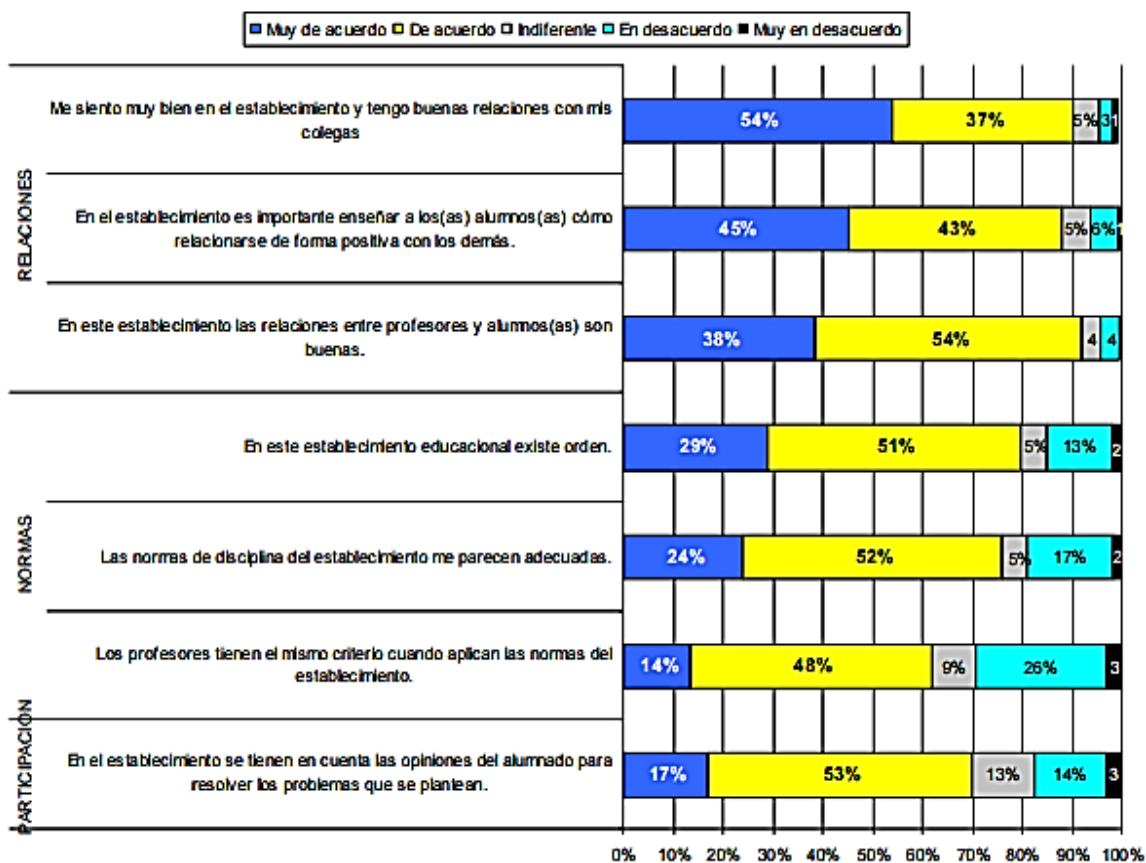 Muy de acuerdo De acuerdo Indiferente En desacuerdo Muy en desacuerdo
RELACIONES
Me siento muy bien en el establecimiento y tengo buenas relaciones con mis
colegas
54% 37% 5% 3 1
En el establecimiento es importante enseñar a los(as) alumnos(as) cómo
relacionarse de forma positiva con los demás.
45% 43% 5% 6% 1
En este establecimiento las relaciones entre profesores y alumnos(as) son
buenas.
38% 54% 4 4
NORMAS
En este establecimiento educacional existe orden.
29% 51% 5% 13% 2
Las normas de disciplina del establecimiento me parecen adecuadas.
24% 52% 5% 17% 2
Los profesores tienen el mismo criterio cuando aplican las normas del
establecimiento.
14% 48% 9% 26% 3
PARTICIPACION
En el establecimiento se tienen en cuenta las opiniones del alumnado para
resolver los problemas que se plantean.
17% 53% 13% 14% 3
0% 10% 20% 30% 40% 50% 60% 70% 80% 90% 100%